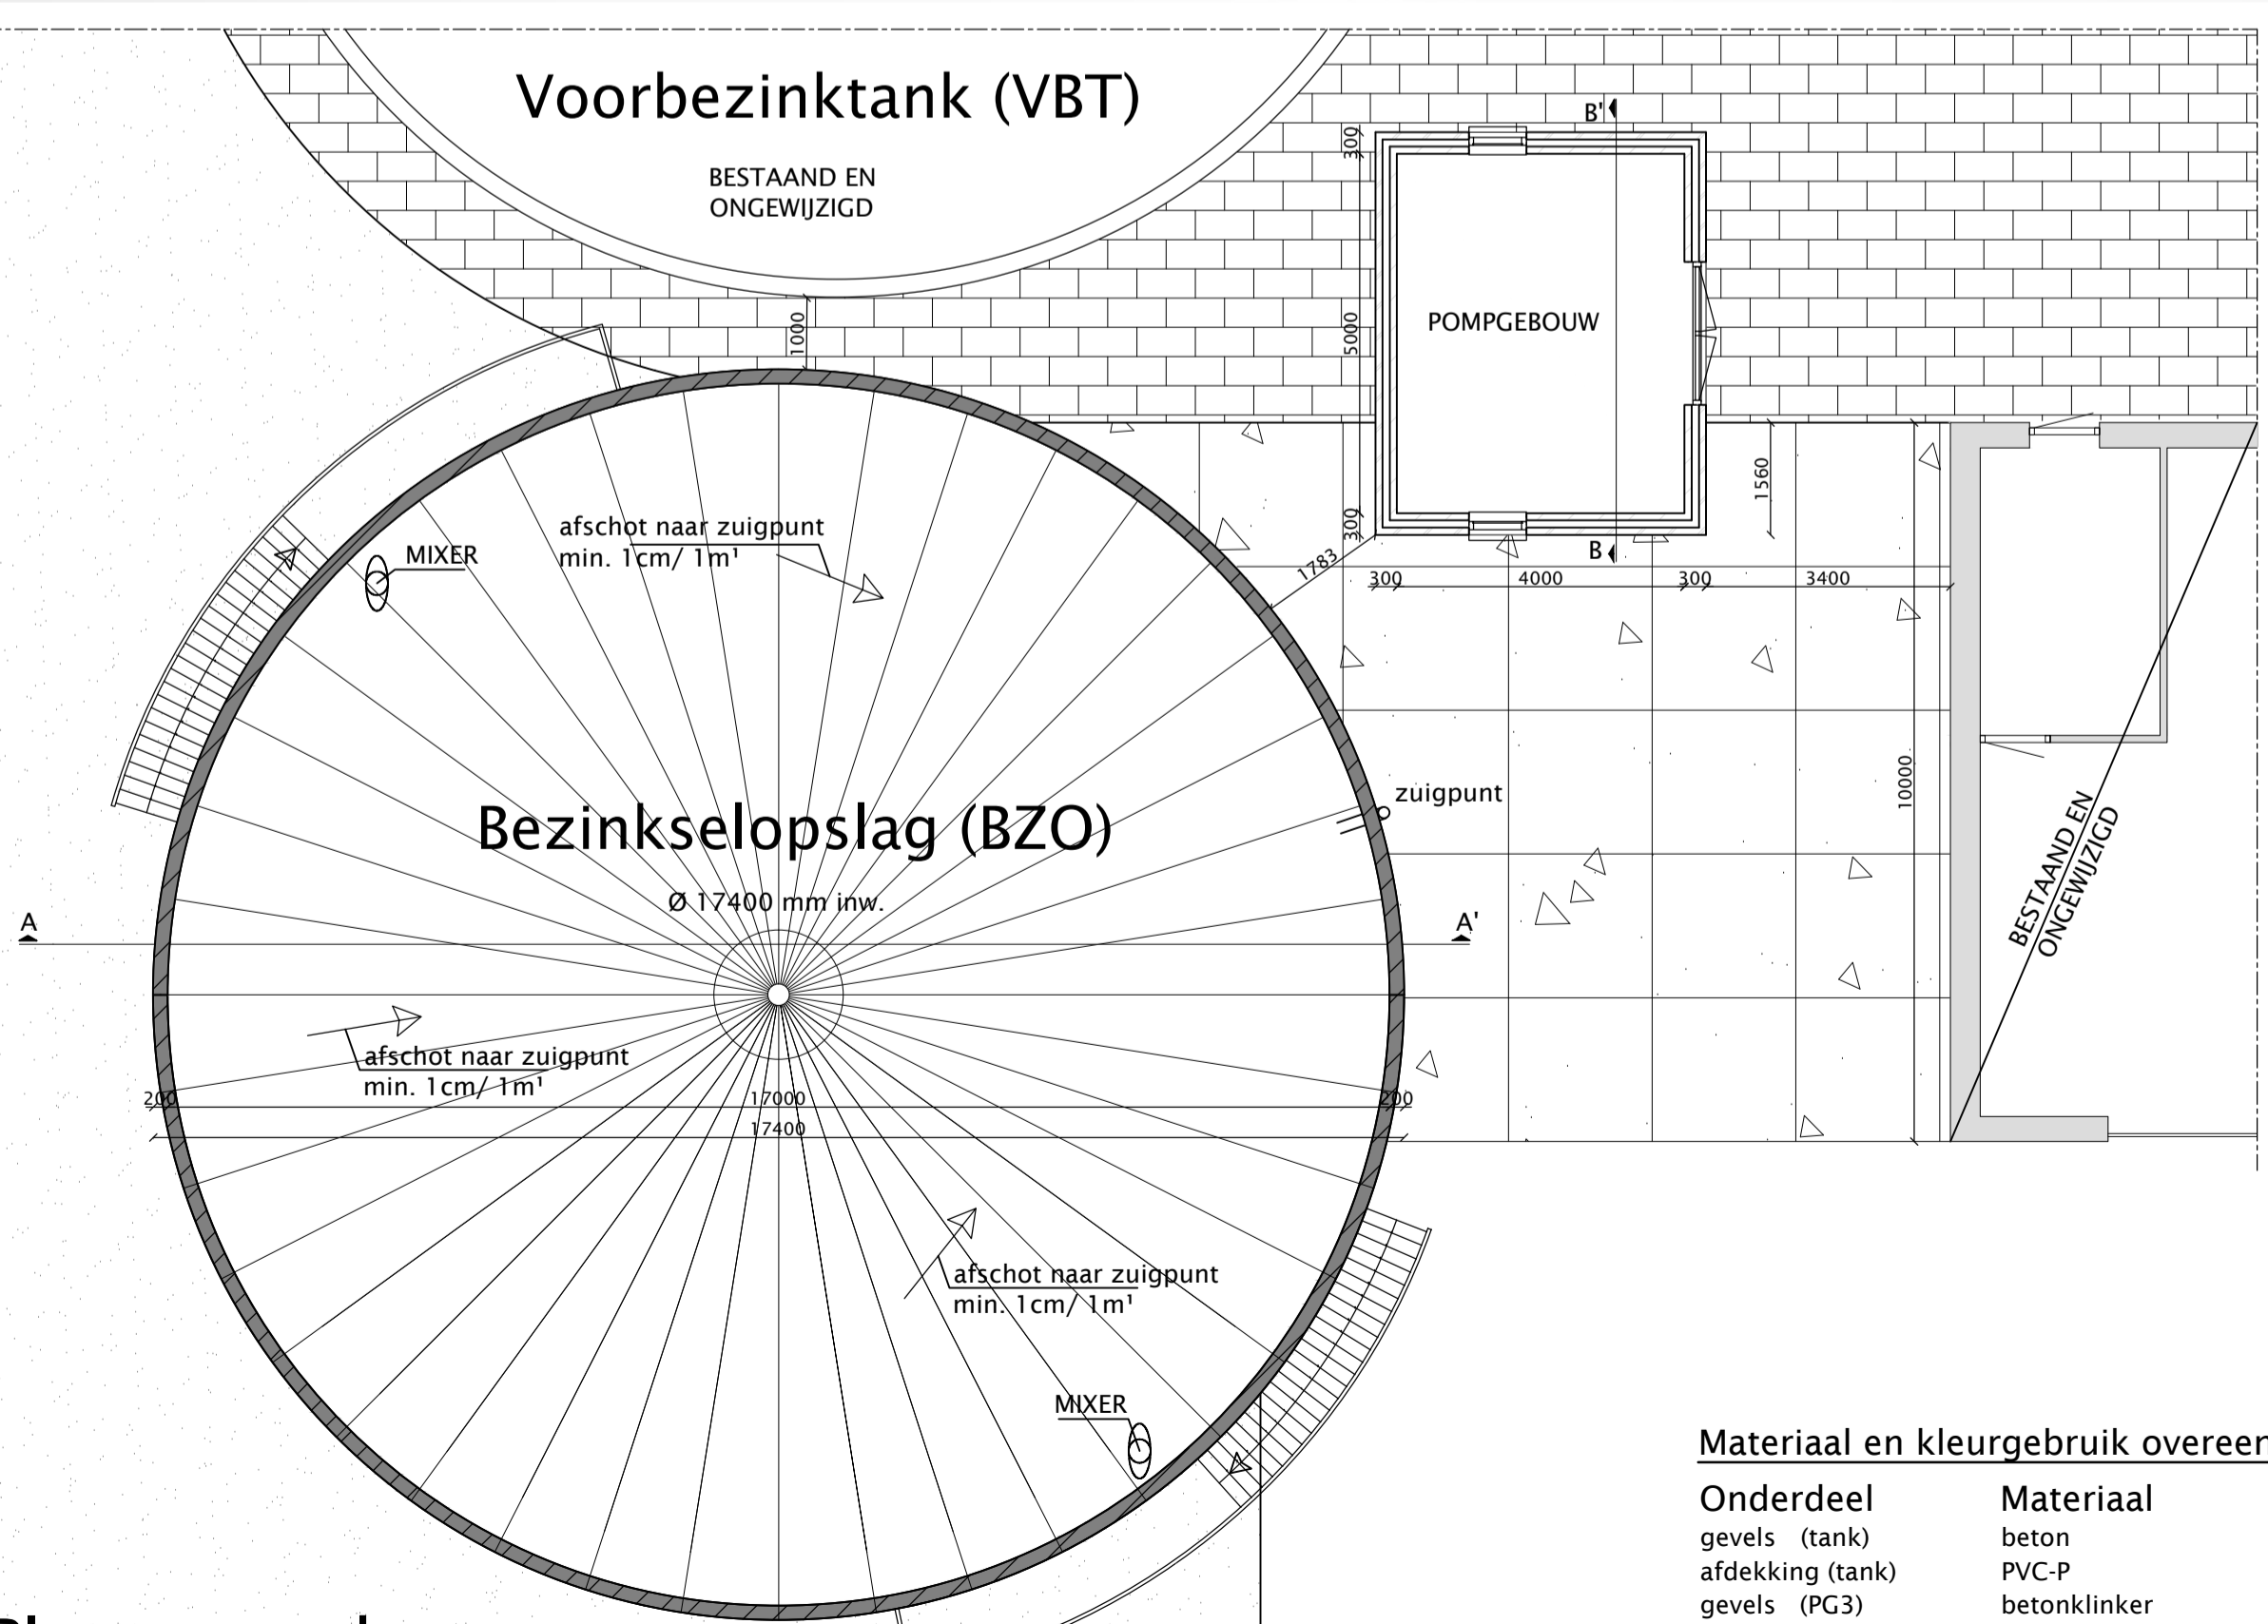 Voorbezinktank (VBT)
BESTAAND EN
ONGEWIJZIGD
B'
300
5000
300
POMPGEBOUW
1000
B
1560
1783
300
4000
300
3400
afschot naar zuigpunt
min. 1cm/ 1m¹
MIXER
zuigpunt
10000
BESTAAND EN
ONGEWIJZIGD
Bezinkselopslag (BZO)
Ø 17400 mm inw.
A
A'
afschot naar zuigpunt
min. 1cm/ 1m¹
200
17000
200
17400
afschot naar zuigpunt
min. 1cm/ 1m¹
MIXER
Materiaal en kleurgebruik overeen
Onderdeel Materiaal
gevels (tank) beton
afdekking (tank) PVC-P
gevels (PG3) betonklinker